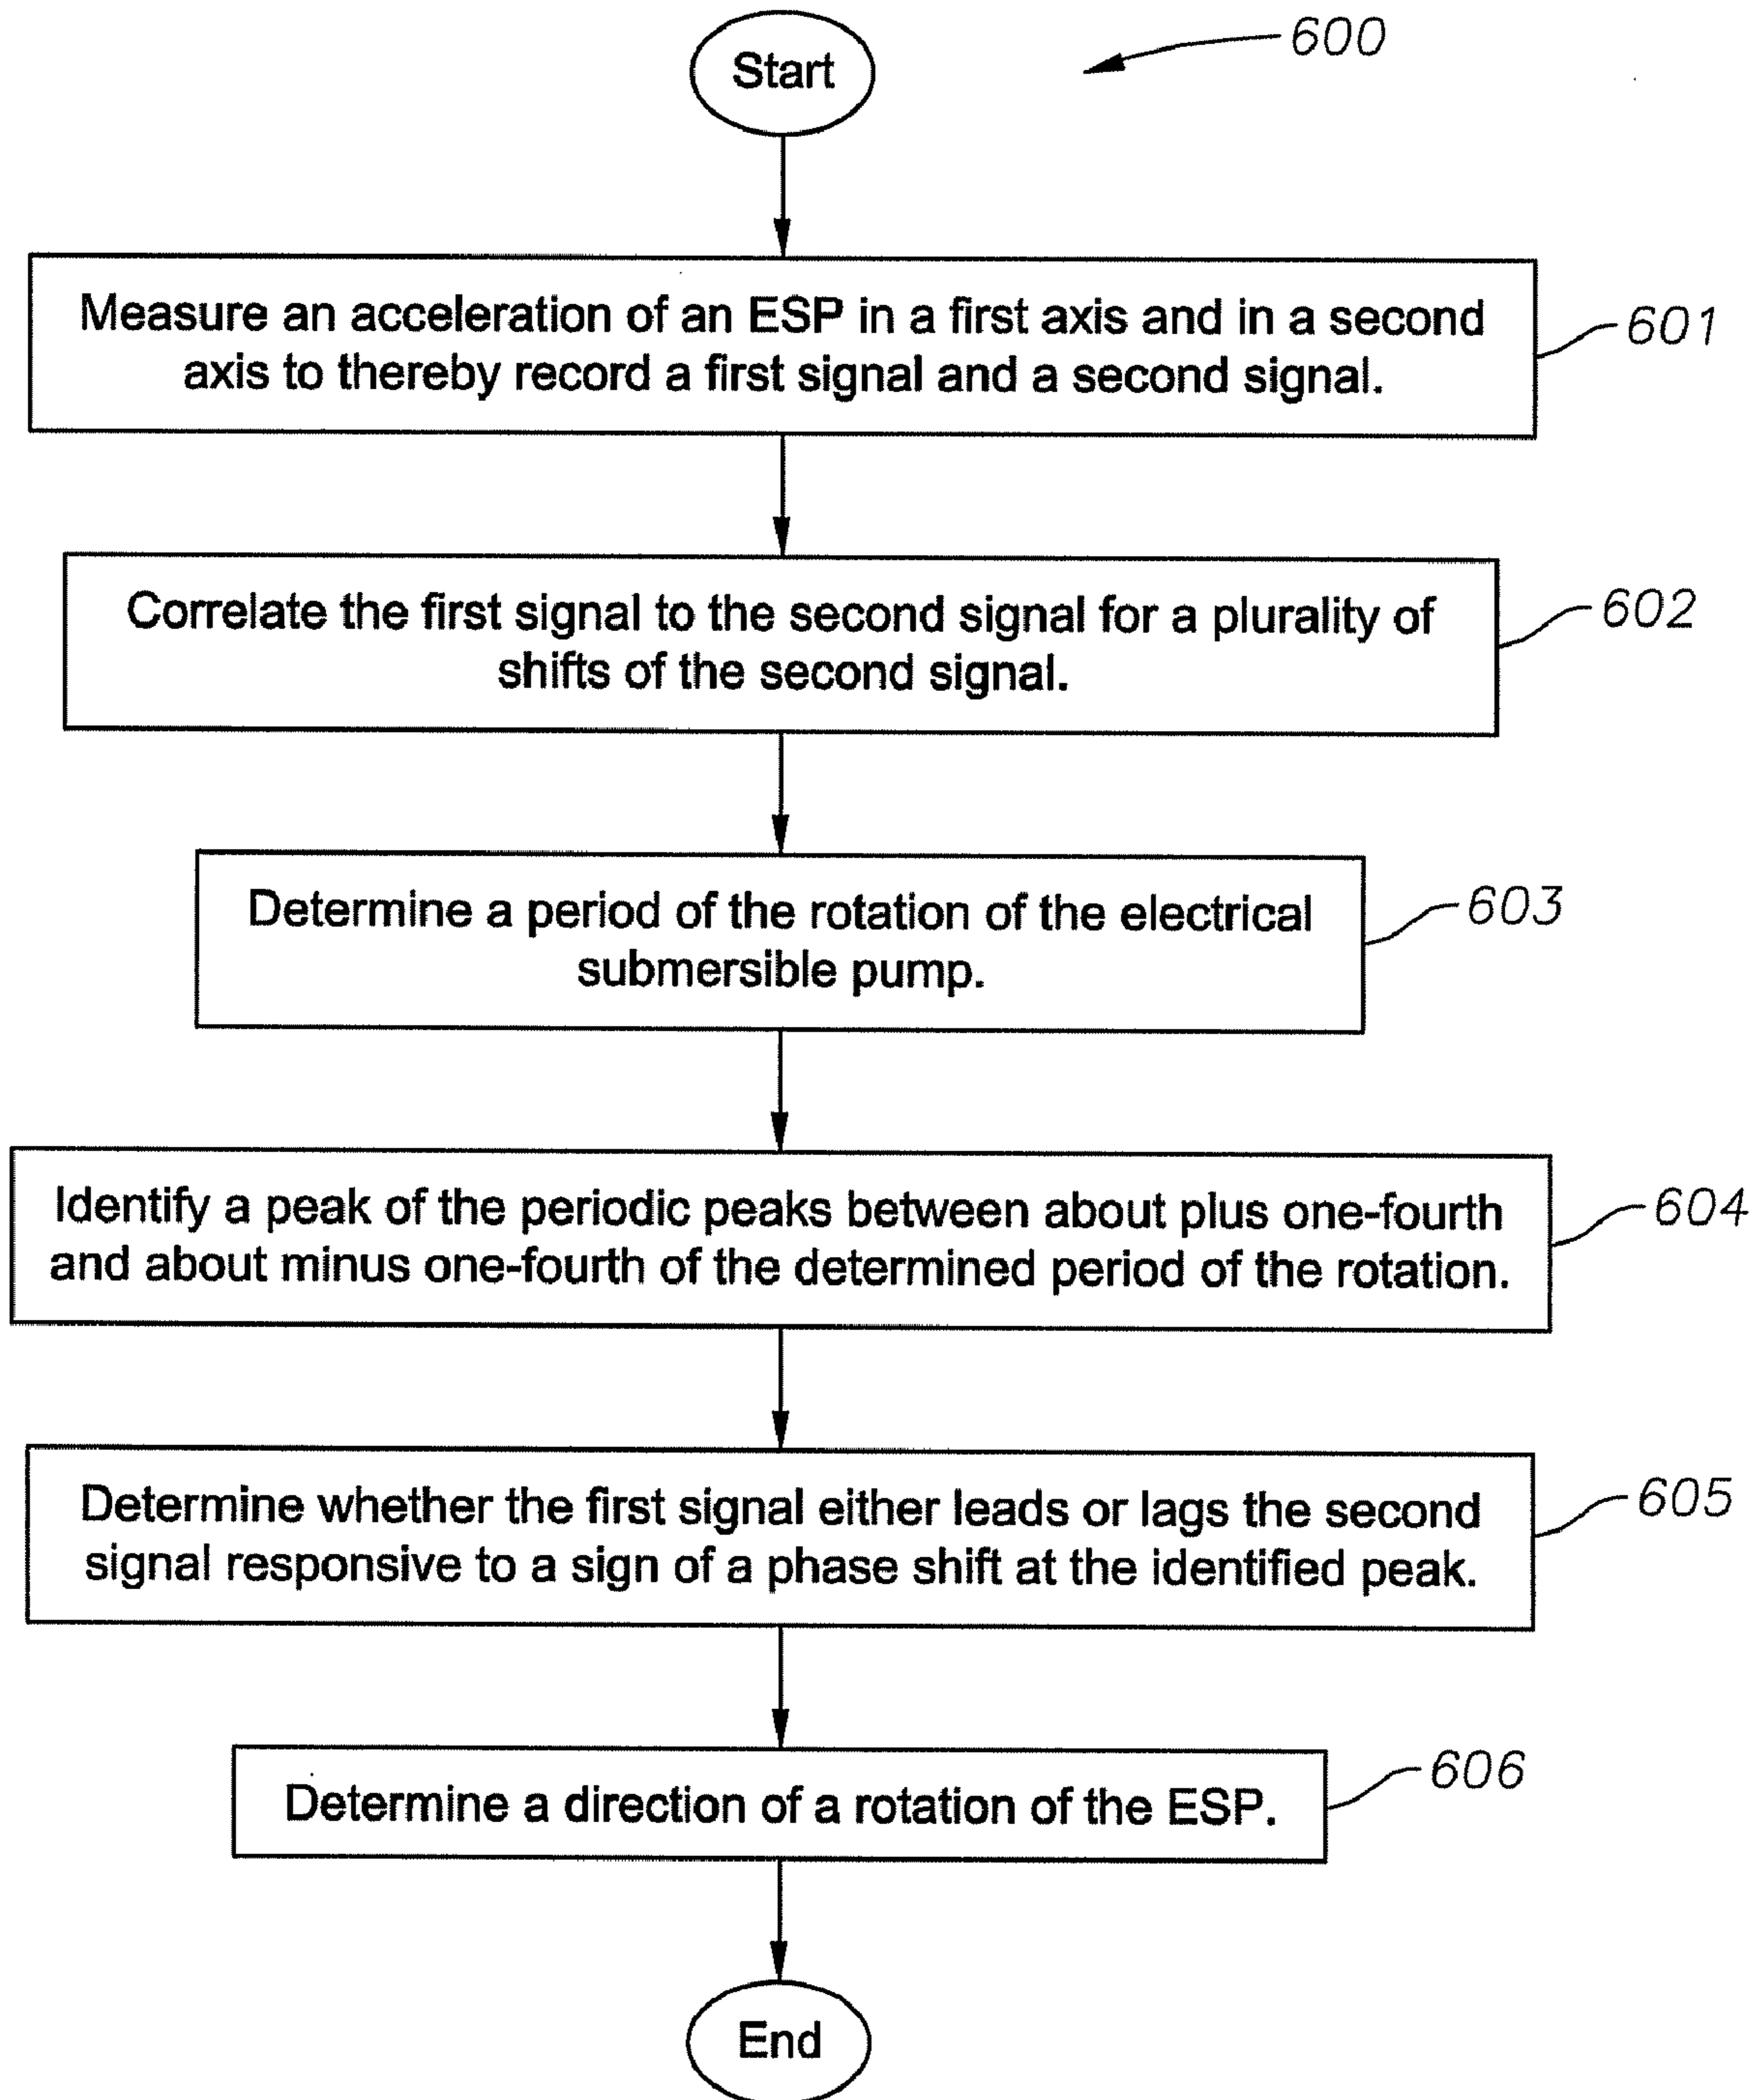 Start
600
Measure an acceleration of an ESP in a first axis and in a second
axis to thereby record a first signal and a second signal.
601
Correlate the first signal to the second signal for a plurality of
shifts of the second signal.
602
Determine a period of the rotation of the electrical
submersible pump.
603
Identify a peak of the periodic peaks between about plus one-fourth
and about minus one-fourth of the determined period of the rotation.
604
Determine whether the first signal either leads or lags the second
signal responsive to a sign of a phase shift at the identified peak.
605
Determine a direction of a rotation of the ESP.
606
End